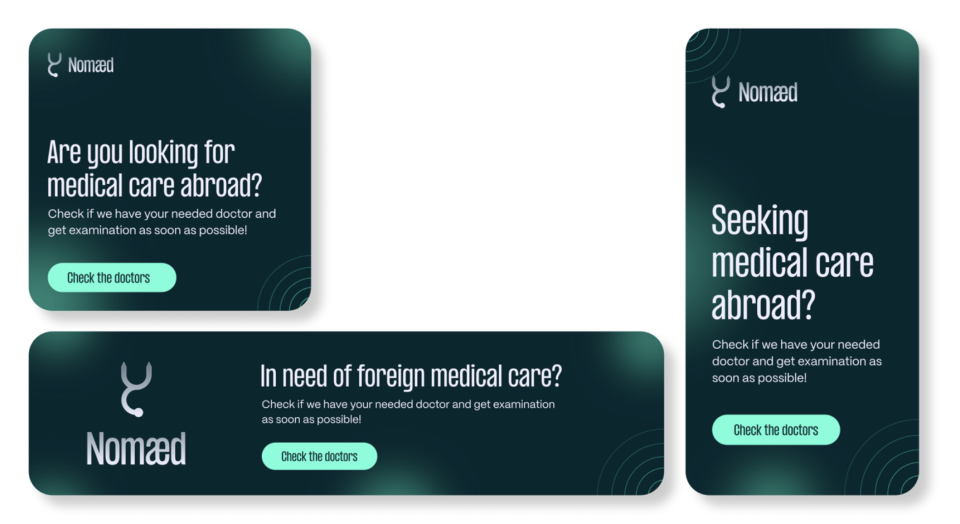 Nomæd
Are you looking for
medical care abroad?
Check if we have your needed doctor and
get examination as soon as possible!
Check the doctors
Nomæd
In need of foreign medical care?
Check if we have your needed doctor and get examination
as soon as possible!
Check the doctors
Nomæd
Seeking
medical care
abroad?
Check if we have your needed
doctor and get examination as
soon as possible!
Check the doctors